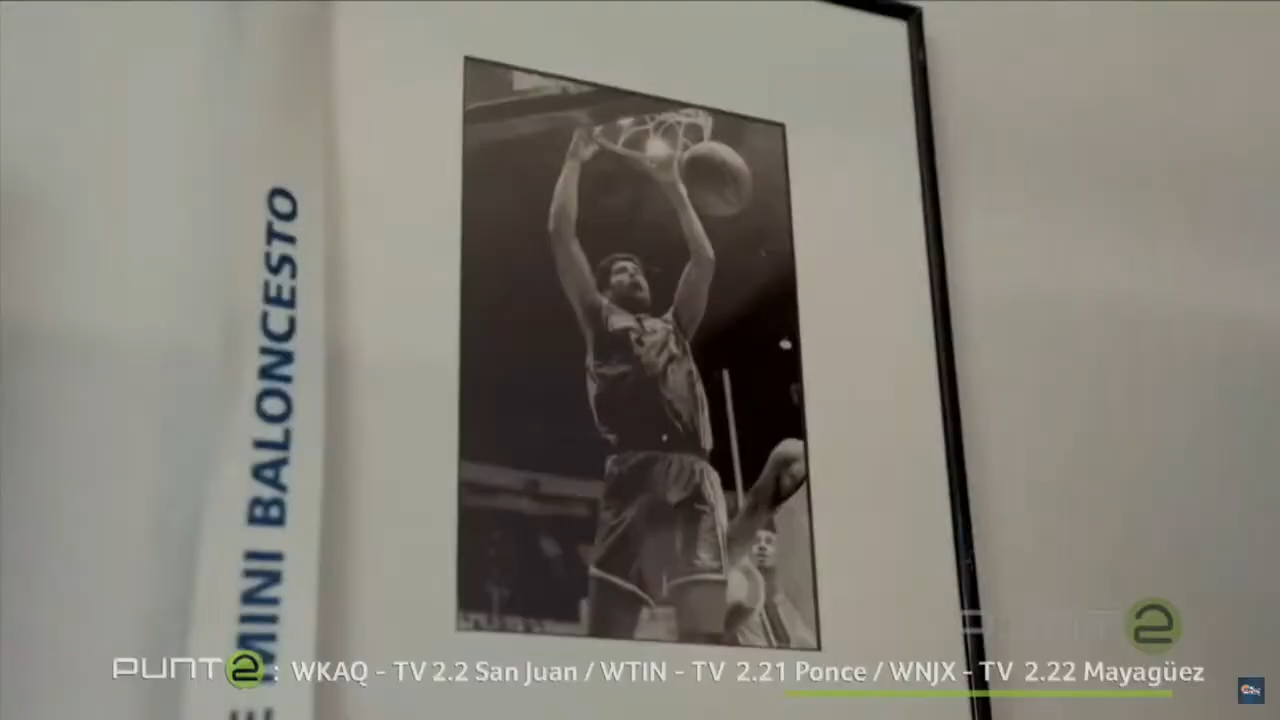 E MINI BALONCESTO
PUNT2
PUNT2: WKAQ - TV 2.2 San Juan / WTIN - TV 2.21 Ponce / WNJX - TV 2.22 Mayagüez